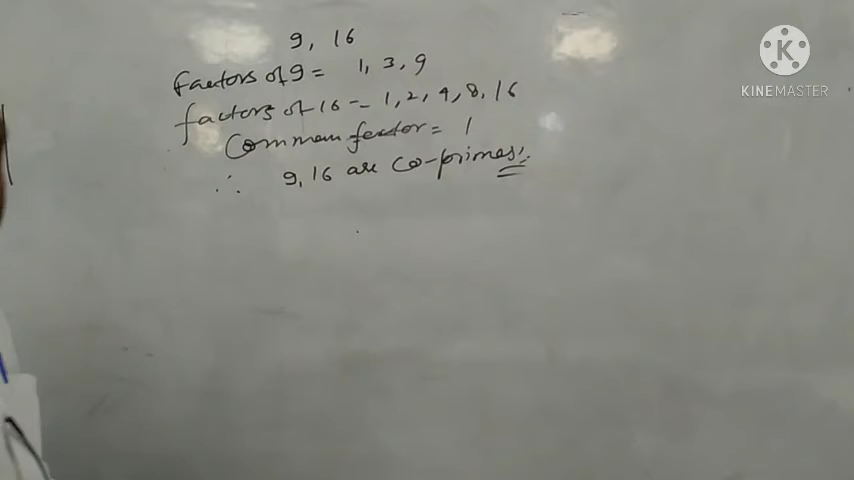 9, 16
factors of 9 = 1, 3, 9
factors of 16 = 1, 2, 4, 8, 16
Common factor = 1
∴ 9, 16 are Co-primes.
K
KINEMASTER